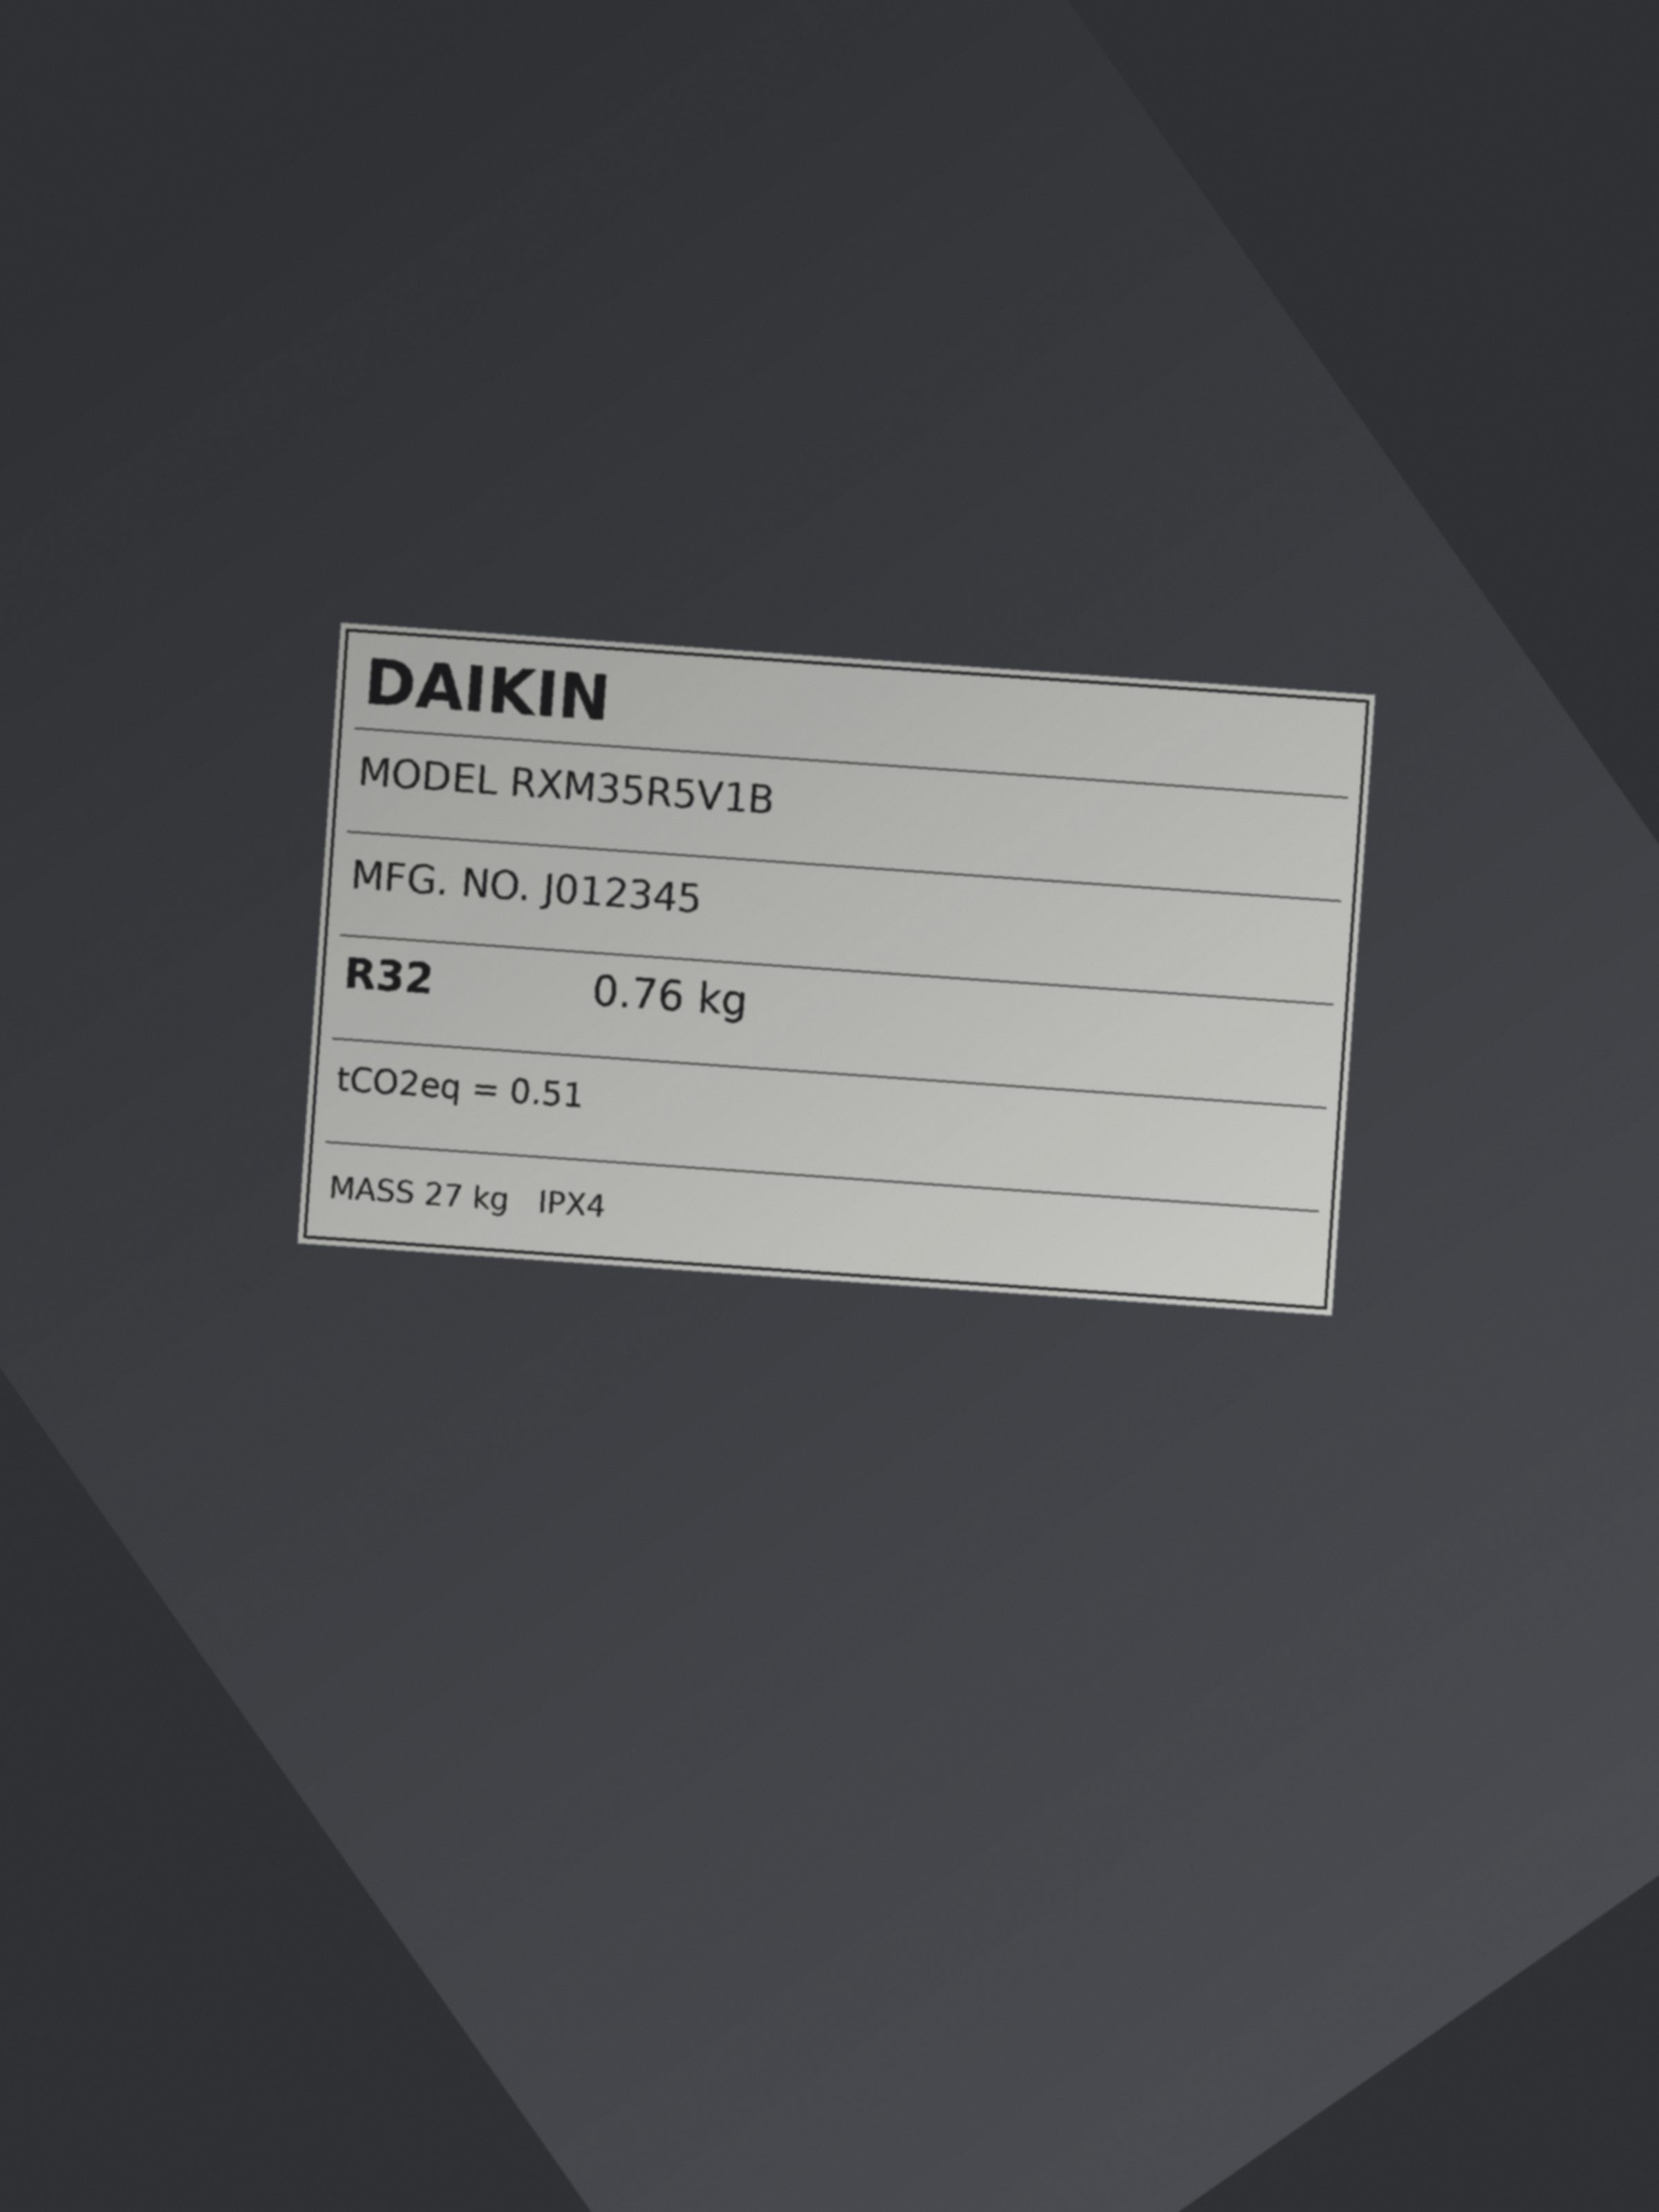 DAIKIN
MODEL RXM35R5V1B
MFG. NO. J012345
R32 0.76 kg
tCO2eq = 0.51
MASS 27 kg IPX4